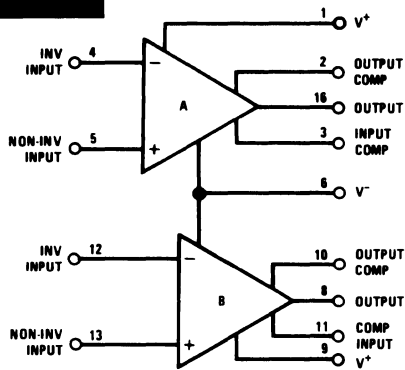 1 V+
INV 4
INPUT
−
2 OUTPUT
COMP
A
16 OUTPUT
NON-INV 5
INPUT
+
3 INPUT
COMP
6 V−
INV 12
INPUT
−
10 OUTPUT
COMP
B
8 OUTPUT
NON-INV 13
INPUT
+
11 COMP
INPUT
9 V+